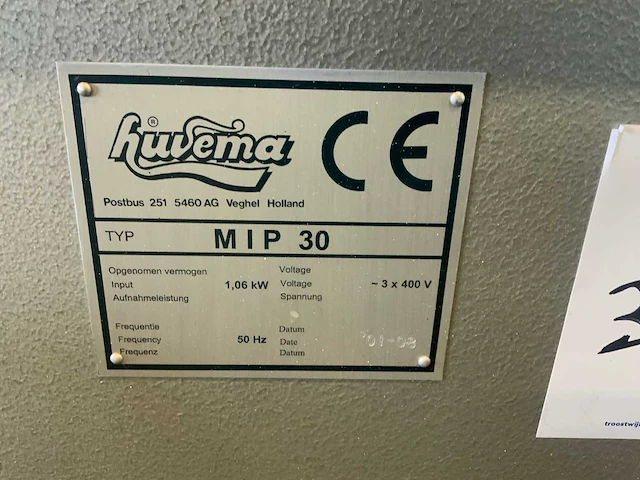 huvema ®
CE
Postbus 251 5460 AG Veghel Holland
TYP MIP 30
Opgenomen vermogen
Input 1,06 kW
Aufnahmeleistung
Voltage
Voltage ~ 3 x 400 V
Spannung
Frequentie
Frequency 50 Hz
Frequenz
Datum
Date 01-08
Datum